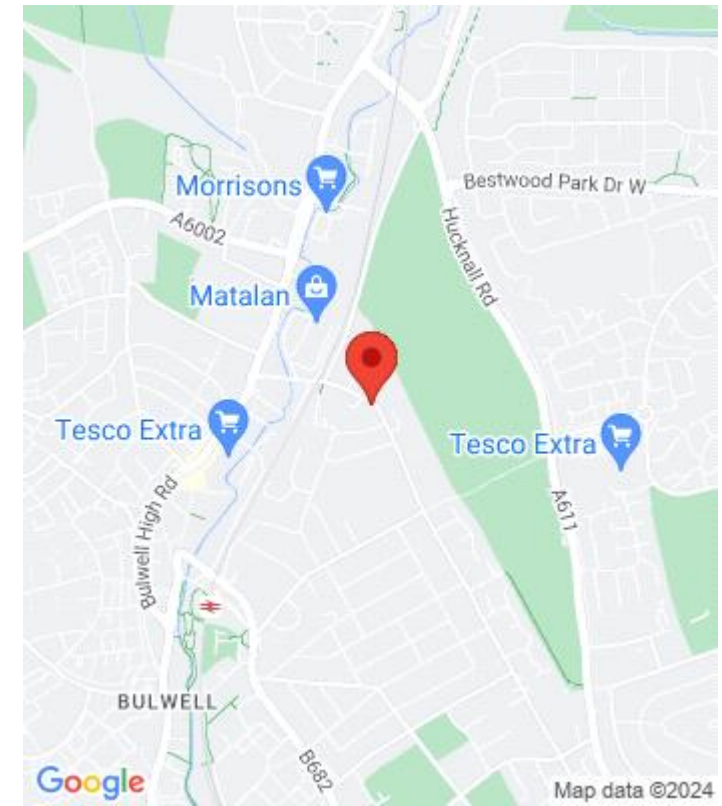 Morrisons
Bestwood Park Dr W
A6002
Hucknall Rd
Matalan
Tesco Extra
Tesco Extra
Bulwell High Rd
A611
BULWELL
B682
Google
Map data ©2024